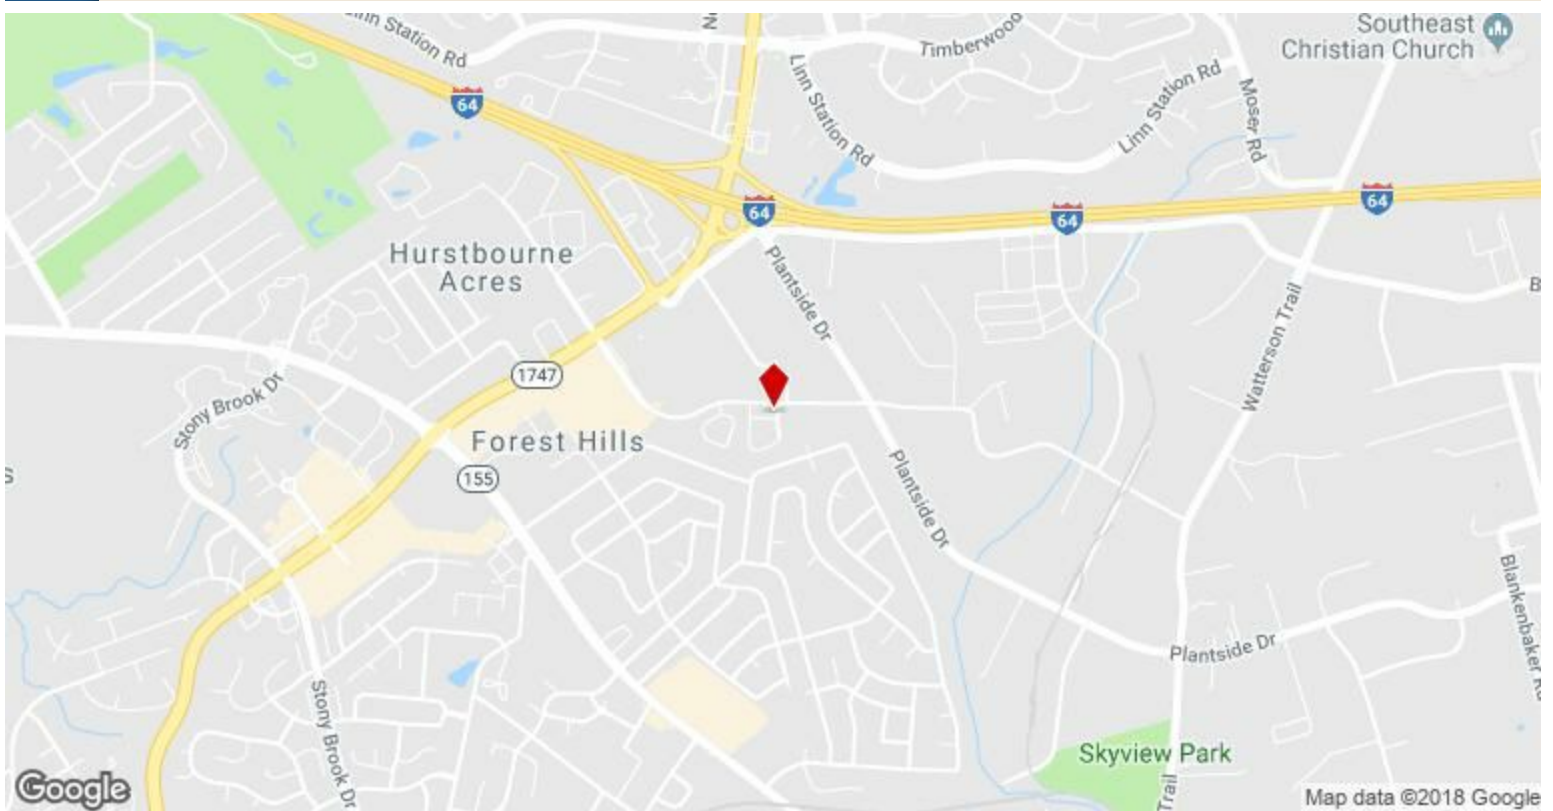 Linn Station Rd
Timberwoo
Southeast
Christian Church
64
Linn Station Rd
Linn Station Rd
Moser Rd
64
64
64
Hurstbourne
Acres
Plantside Dr
Watterson Trail
1747
Stony Brook Dr
Forest Hills
155
Plantside Dr
Blankenbaker
Plantside Dr
Stony Brook Dr
Skyview Park
Trail
Google
Map data ©2018 Google